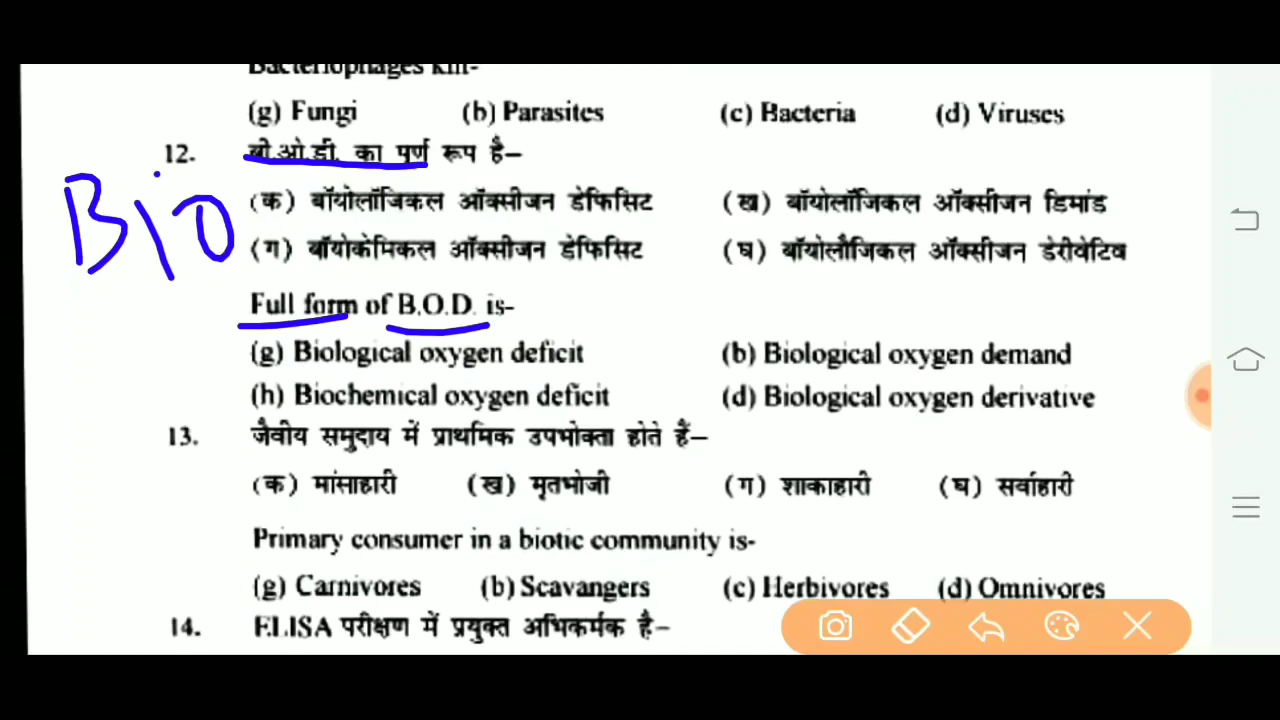 Bacteriophages kill-
(g) Fungi (b) Parasites (c) Bacteria (d) Viruses
12. बी.ओ.डी. का पुर्ण रूप है–
Bio
(क) बॉयोलॉजिकल ऑक्सीजन डेफिसिट (ख) बॉयोलॉजिकल ऑक्सीजन डिमांड
(ग) बॉयोकेमिकल ऑक्सीजन डेफिसिट (घ) बॉयोलौजिकल ऑक्सीजन डेरीवेटिव
Full form of B.O.D. is-
(g) Biological oxygen deficit (b) Biological oxygen demand
(h) Biochemical oxygen deficit (d) Biological oxygen derivative
13. जैवीय समुदाय में प्राथमिक उपभोक्ता होते हैं–
(क) मांसाहारी (ख) मृतभोजी (ग) शाकाहारी (घ) सर्वाहारी
Primary consumer in a biotic community is-
(g) Carnivores (b) Scavangers (c) Herbivores (d) Omnivores
14. ELISA परीक्षण में प्रयुक्त अभिकर्मक है–